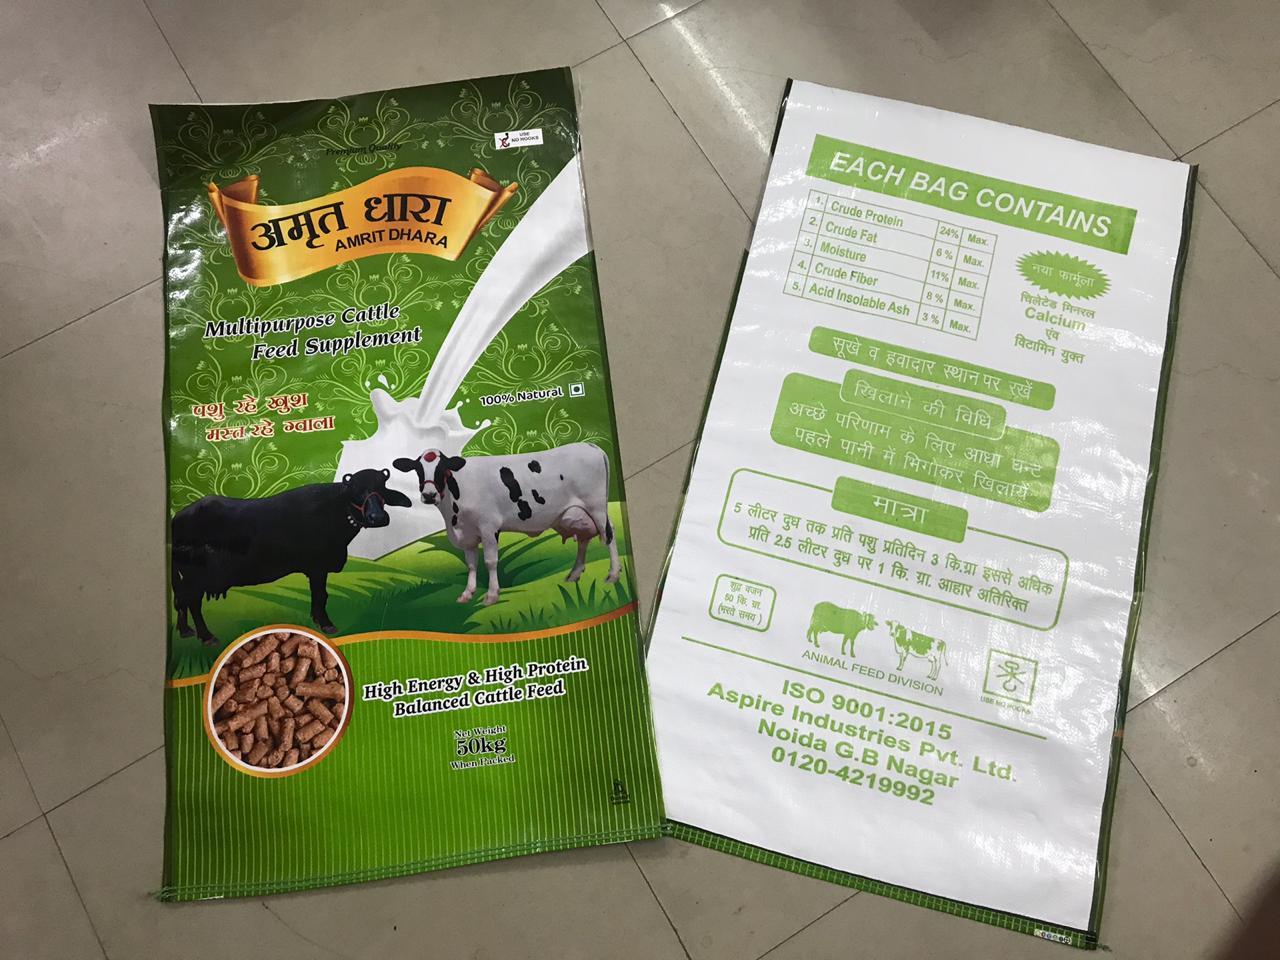 USE
NO HOOKS
Premium Quality
अमृत धारा
AMRIT DHARA
Multipurpose Cattle
Feed Supplement
100% Natural
पशु रहे खुश
मस्त रहे ग्वाला
High Energy & High Protein
Balanced Cattle Feed
Net Weight
50kg
When Packed
EACH BAG CONTAINS
1. Crude Protein 24% Max.
2. Crude Fat 6 % Max.
3. Moisture 11% Max.
4. Crude Fiber 8 % Max.
5. Acid Insolable Ash 3 % Max.
नया फार्मूला
चिलेटेड मिनरल
Calcium
एंव
विटामिन युक्त
सूखे व हवादार स्थान पर रखें
खिलाने की विधि
अच्छे परिणाम के लिए आधा घन्टे
पहले पानी में भिगोकर खिलायें
मात्रा
5 लीटर दुध तक प्रति पशु प्रतिदिन 3 कि.ग्रा इससे अधिक
प्रति 2.5 लीटर दुध पर 1 कि. ग्रा. आहार अतिरिक्त
शुद्ध वजन
50 कि. ग्रा.
(भरते समय)
ANIMAL FEED DIVISION
USE NO HOOKS
ISO 9001:2015
Aspire Industries Pvt. Ltd.
Noida G.B Nagar
0120-4219992